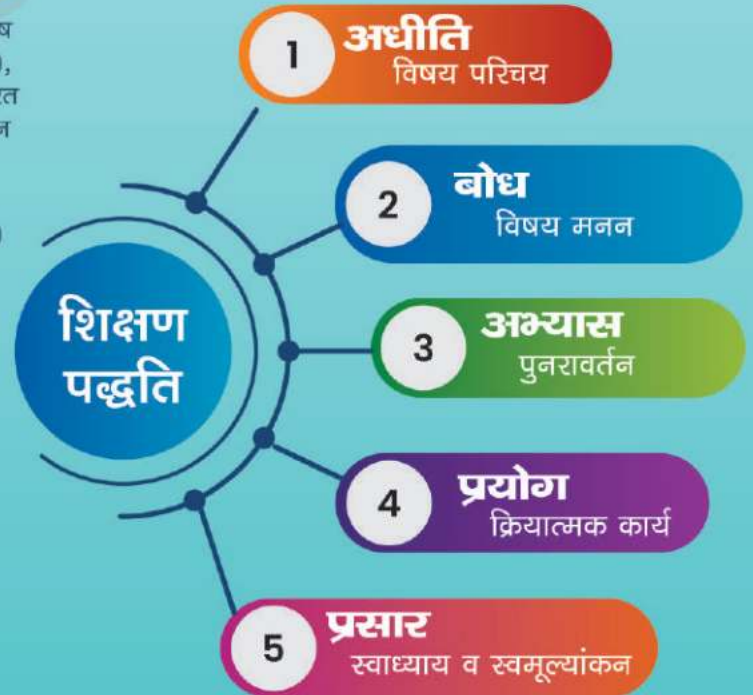 शिक्षण
पद्धति
1
अधीति
विषय परिचय
2
बोध
विषय मनन
3
अभ्यास
पुनरावर्तन
4
प्रयोग
क्रियात्मक कार्य
5
प्रसार
स्वाध्याय व स्वमूल्यांकन